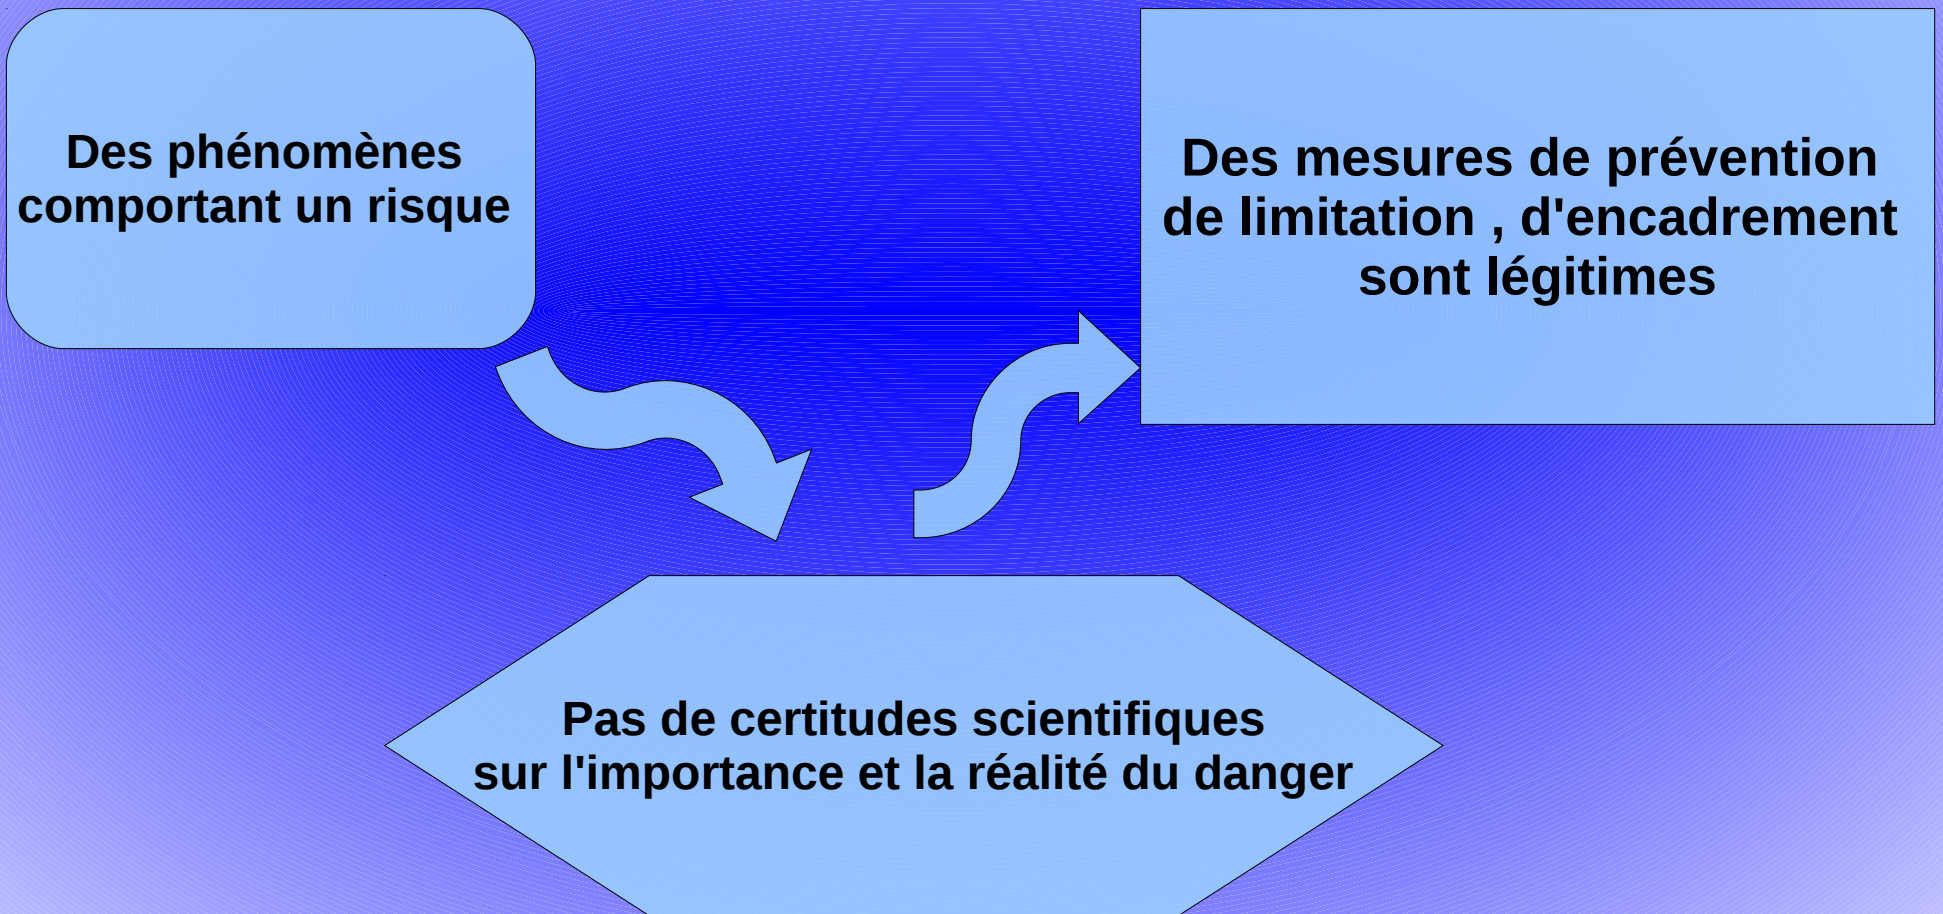 Des phénomènes
comportant un risque
Des mesures de prévention
de limitation , d'encadrement
sont légitimes
Pas de certitudes scientifiques
sur l'importance et la réalité du danger